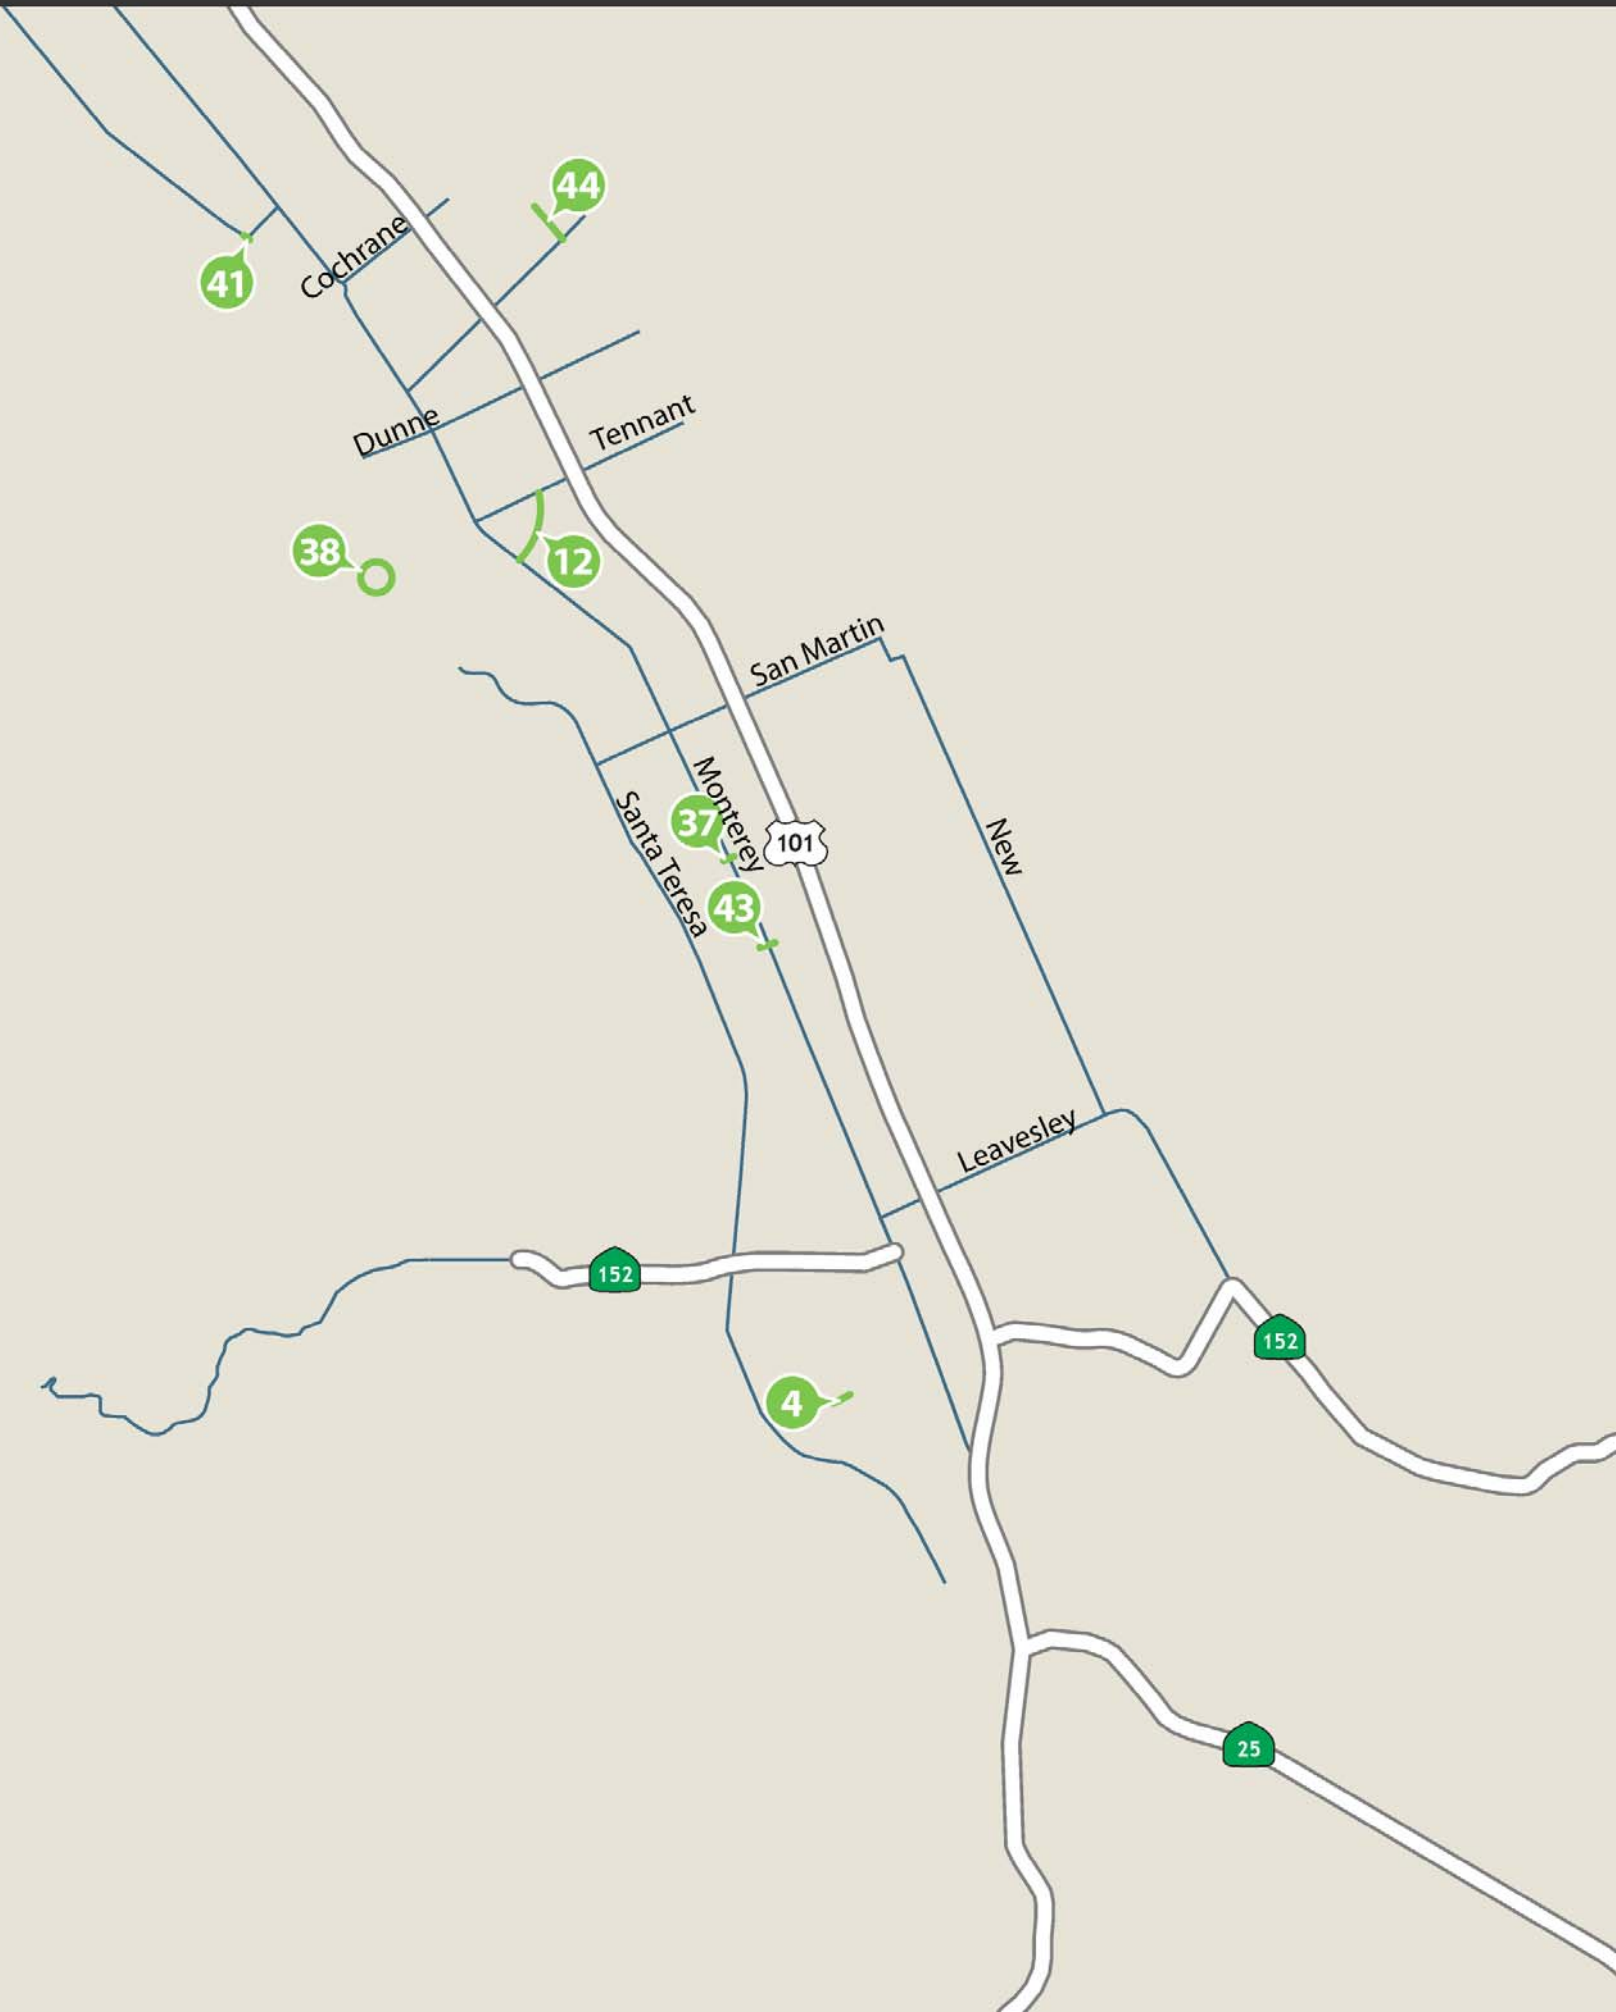 44
41
Cochrane
Dunne
Tennant
38
12
San Martin
Monterey
37
101
Santa Teresa
New
43
Leavesley
152
152
4
25